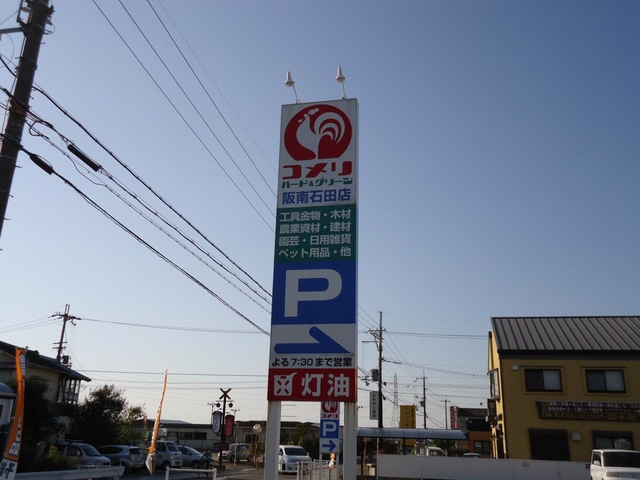 コメリ
ハード&グリーン
阪南石田店
工具金物・木材
農業資材・建材
園芸・日用雑貨
ペット用品・他
P
よる7:30まで営業
灯油
P